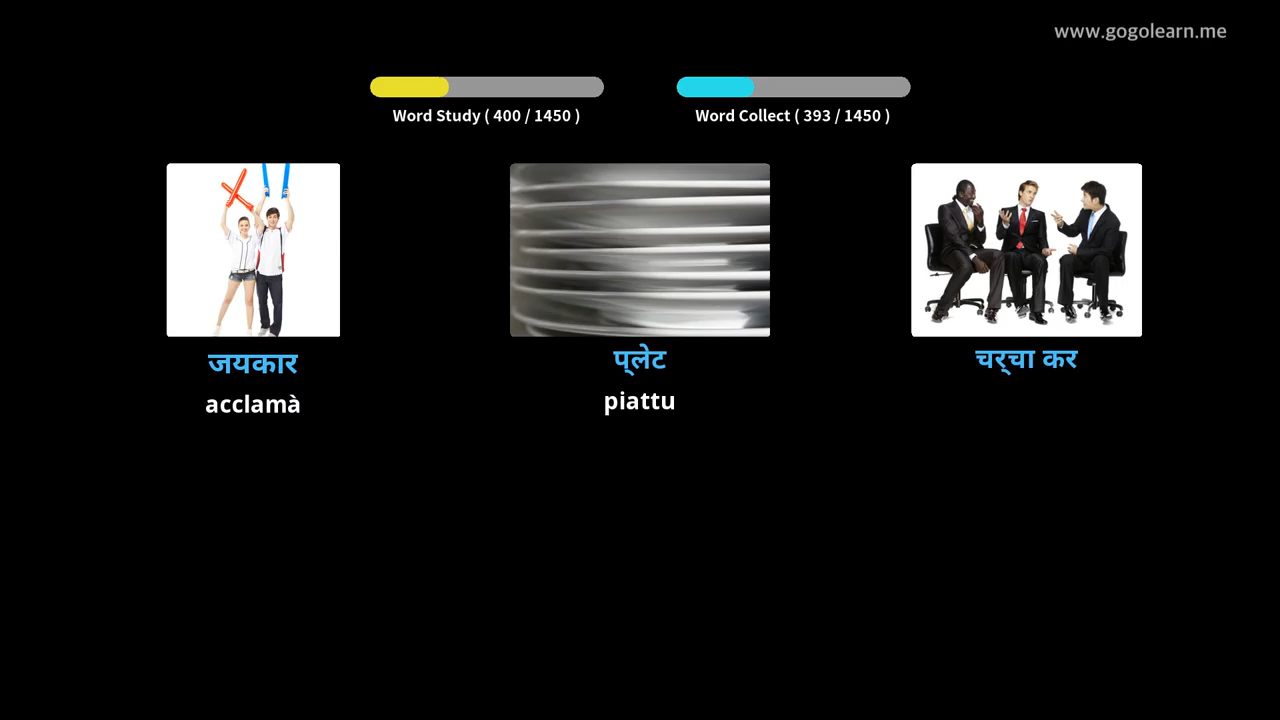 www.gogolearn.me
Word Study ( 400 / 1450 )
Word Collect ( 393 / 1450 )
जयकार
acclamà
प्लेट
piattu
चर्चा कर